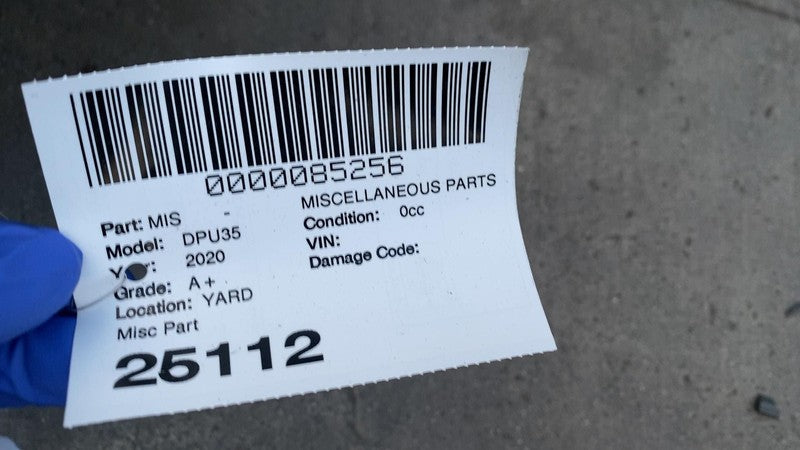 0000085256
MISCELLANEOUS PARTS
Part: MIS -
Condition: 0cc
Model: DPU35
VIN:
Year: 2020
Damage Code:
Grade: A+
Location: YARD
Misc Part
25112